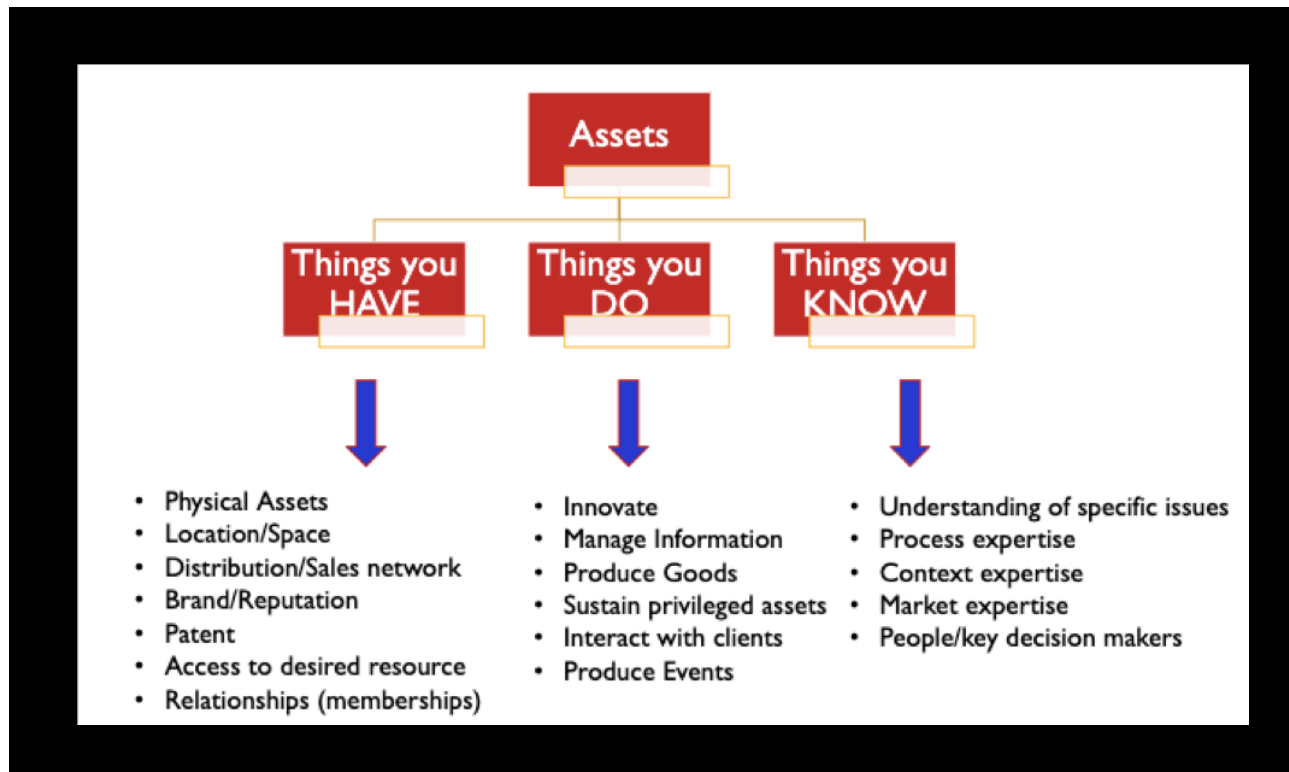 Assets
Things you
HAVE
Things you
DO
Things you
KNOW
• Physical Assets
• Location/Space
• Distribution/Sales network
• Brand/Reputation
• Patent
• Access to desired resource
• Relationships (memberships)
• Innovate
• Manage Information
• Produce Goods
• Sustain privileged assets
• Interact with clients
• Produce Events
• Understanding of specific issues
• Process expertise
• Context expertise
• Market expertise
• People/key decision makers